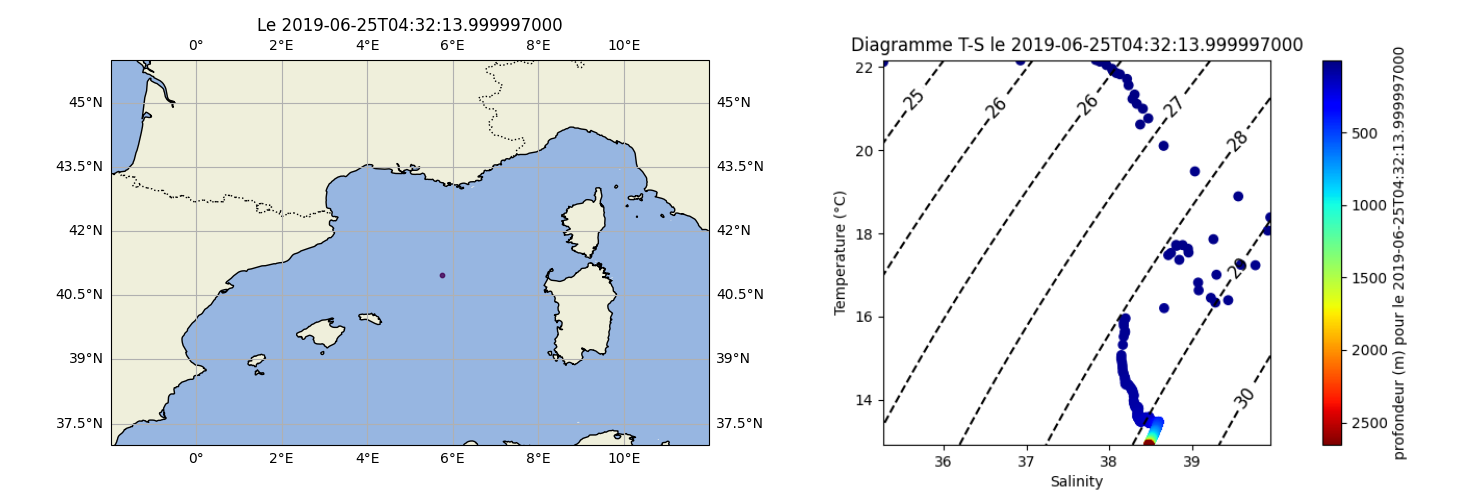 Le 2019-06-25T04:32:13.999997000
0° 2°E 4°E 6°E 8°E 10°E
45°N 45°N
43.5°N 43.5°N
42°N 42°N
40.5°N 40.5°N
39°N 39°N
37.5°N 37.5°N
0° 2°E 4°E 6°E 8°E 10°E
Diagramme T-S le 2019-06-25T04:32:13.999997000
22
20
18
16
14
Temperature (°C)
25
26
26
27
28
29
30
36 37 38 39
Salinity
500
1000
1500
2000
2500
profondeur (m) pour le 2019-06-25T04:32:13.999997000